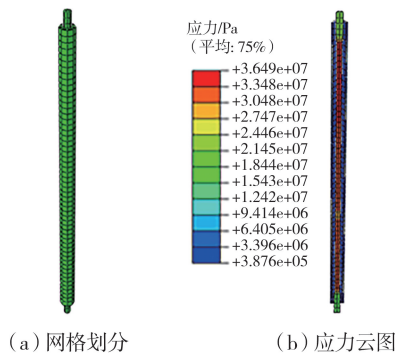 应力/Pa
(平均: 75%)
+3.649e+07
+3.348e+07
+3.048e+07
+2.747e+07
+2.446e+07
+2.145e+07
+1.844e+07
+1.543e+07
+1.242e+07
+9.414e+06
+6.405e+06
+3.396e+06
+3.876e+05
(a) 网格划分
(b) 应力云图